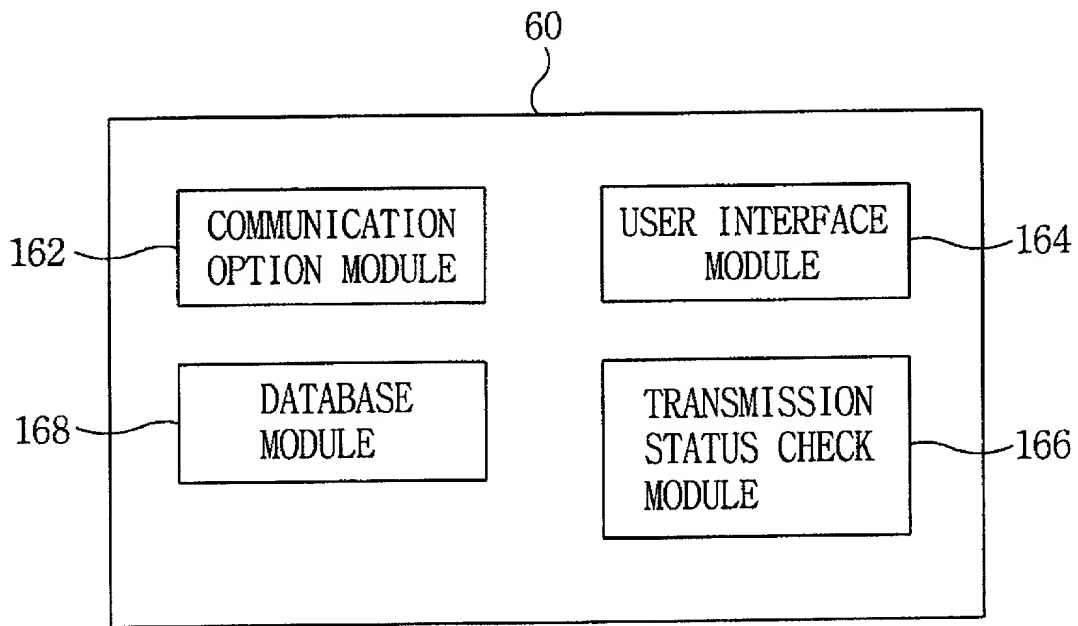 60
COMMUNICATION
OPTION MODULE
162
USER INTERFACE
MODULE
164
DATABASE
MODULE
168
TRANSMISSION
STATUS CHECK
MODULE
166